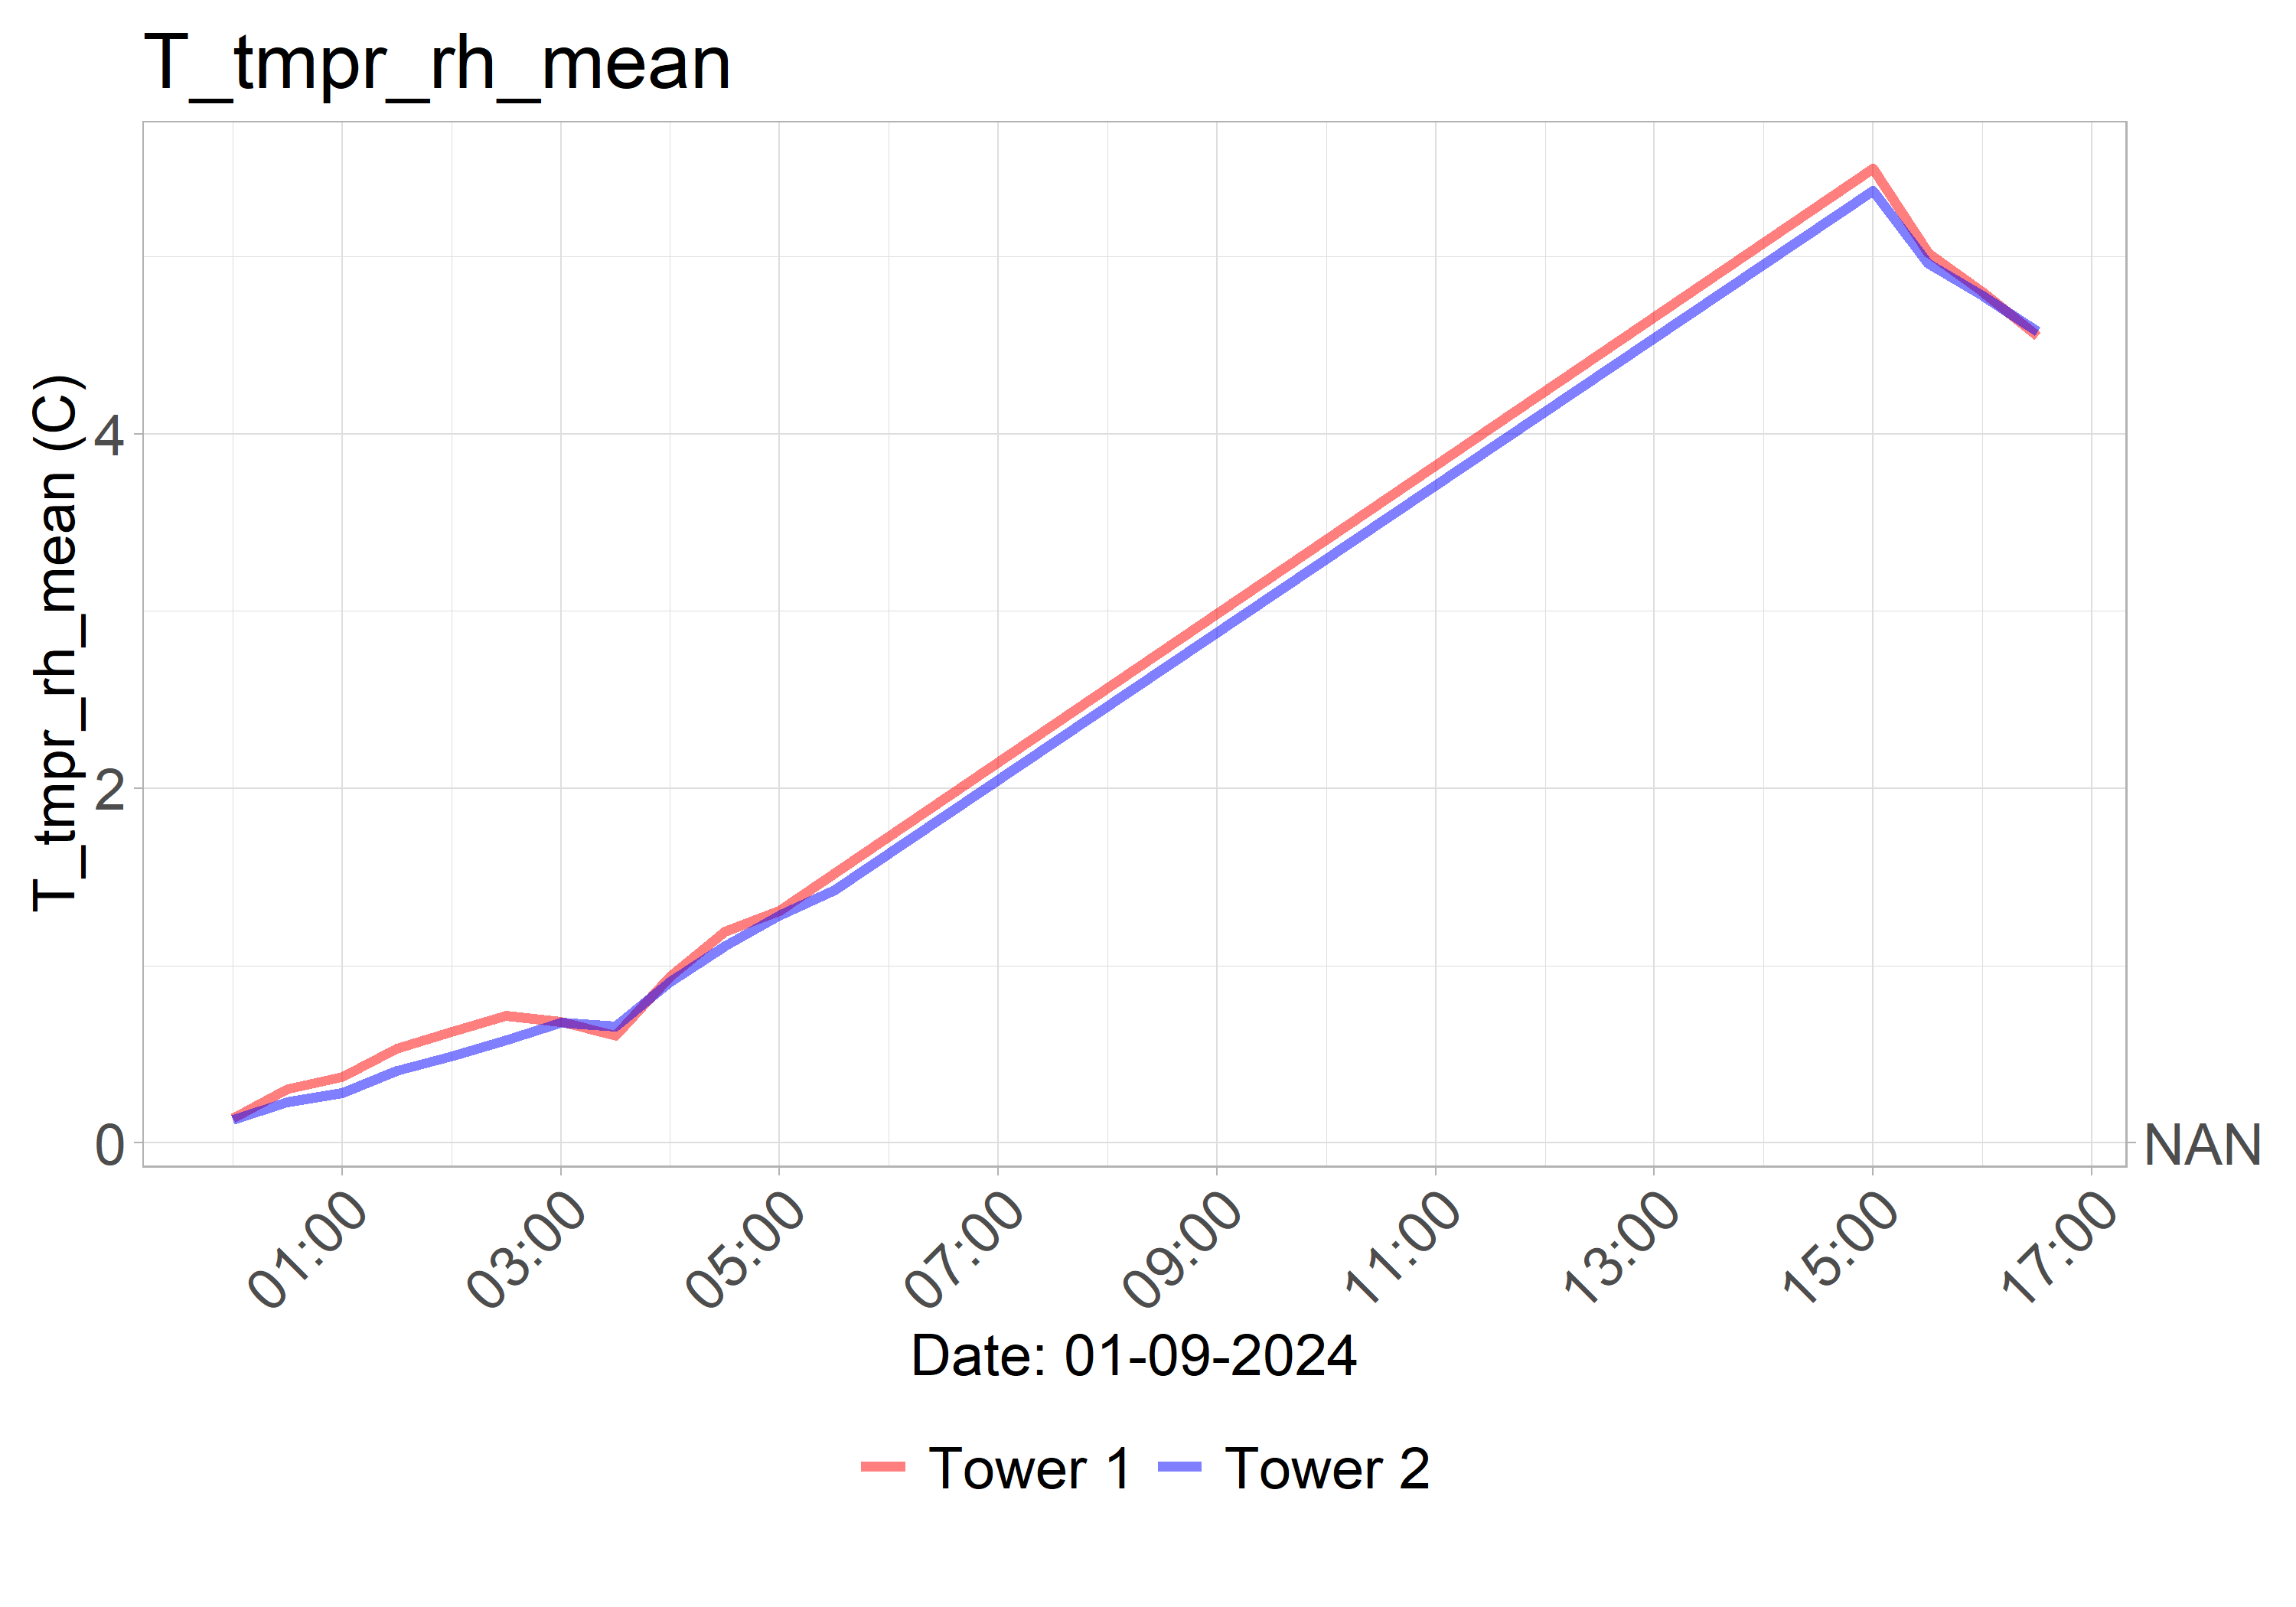 T_tmpr_rh_mean
T_tmpr_rh_mean (C)
4
2
0
NAN
01:00
03:00
05:00
07:00
09:00
11:00
13:00
15:00
17:00
Date: 01-09-2024
Tower 1
Tower 2